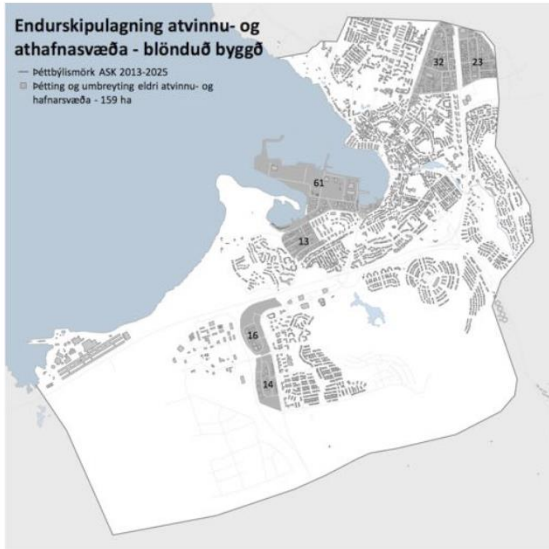 Endurskipulagning atvinnu- og
athafnasvæða - blönduð byggð
Þéttbýlismörk ASK 2013-2025
Þétting og umbreyting eldri atvinnu- og
hafnarsvæða - 159 ha
32
23
61
13
16
14